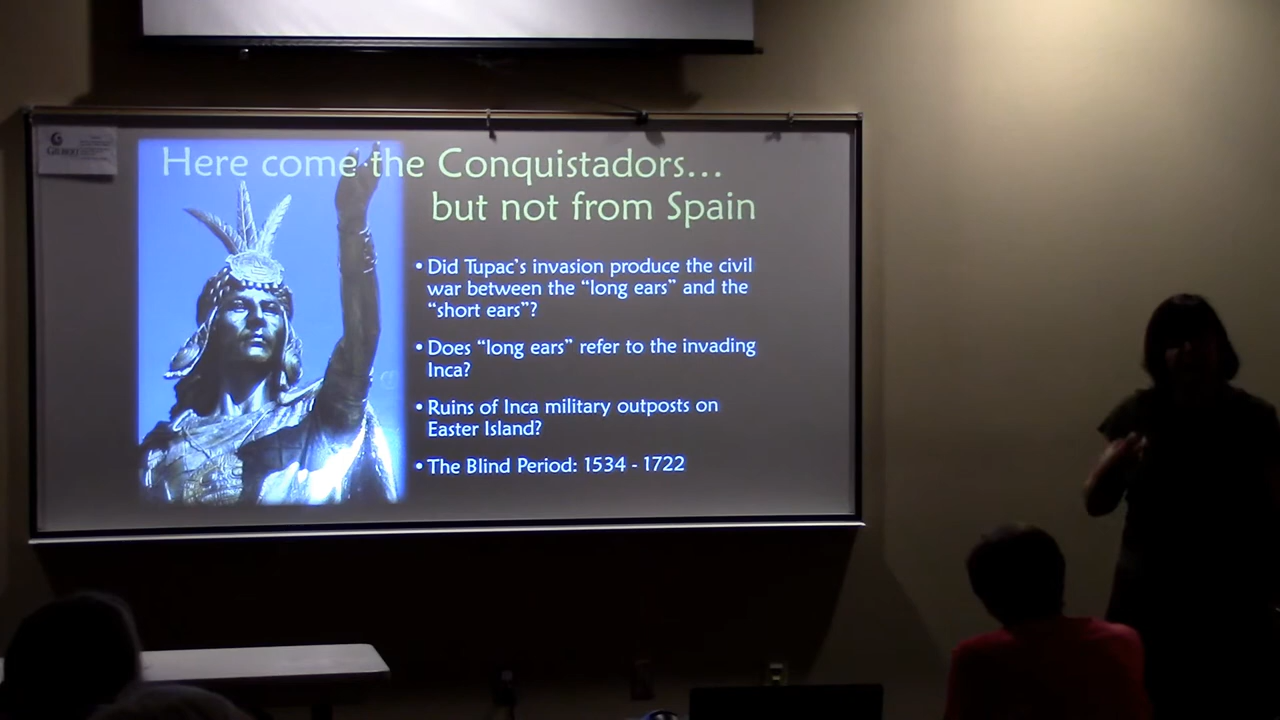 Here come the Conquistadors...
but not from Spain
• Did Tupac's invasion produce the civil
war between the "long ears" and the
"short ears"?
• Does "long ears" refer to the invading
Inca?
• Ruins of Inca military outposts on
Easter Island?
• The Blind Period: 1534 - 1722